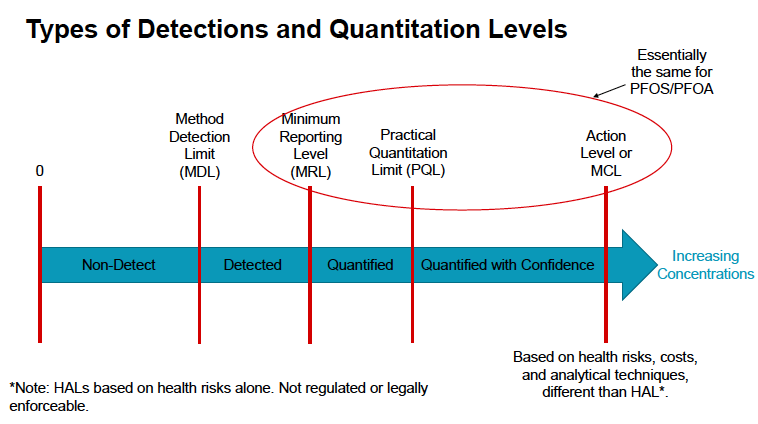 Types of Detections and Quantitation Levels
Essentially
the same for
PFOS/PFOA
0
Method
Detection
Limit
(MDL)
Minimum
Reporting
Level
(MRL)
Practical
Quantitation
Limit (PQL)
Action
Level or
MCL
Non-Detect
Detected
Quantified
Quantified with Confidence
Increasing
Concentrations
Based on health risks, costs,
and analytical techniques,
different than HAL*.
*Note: HALs based on health risks alone. Not regulated or legally
enforceable.